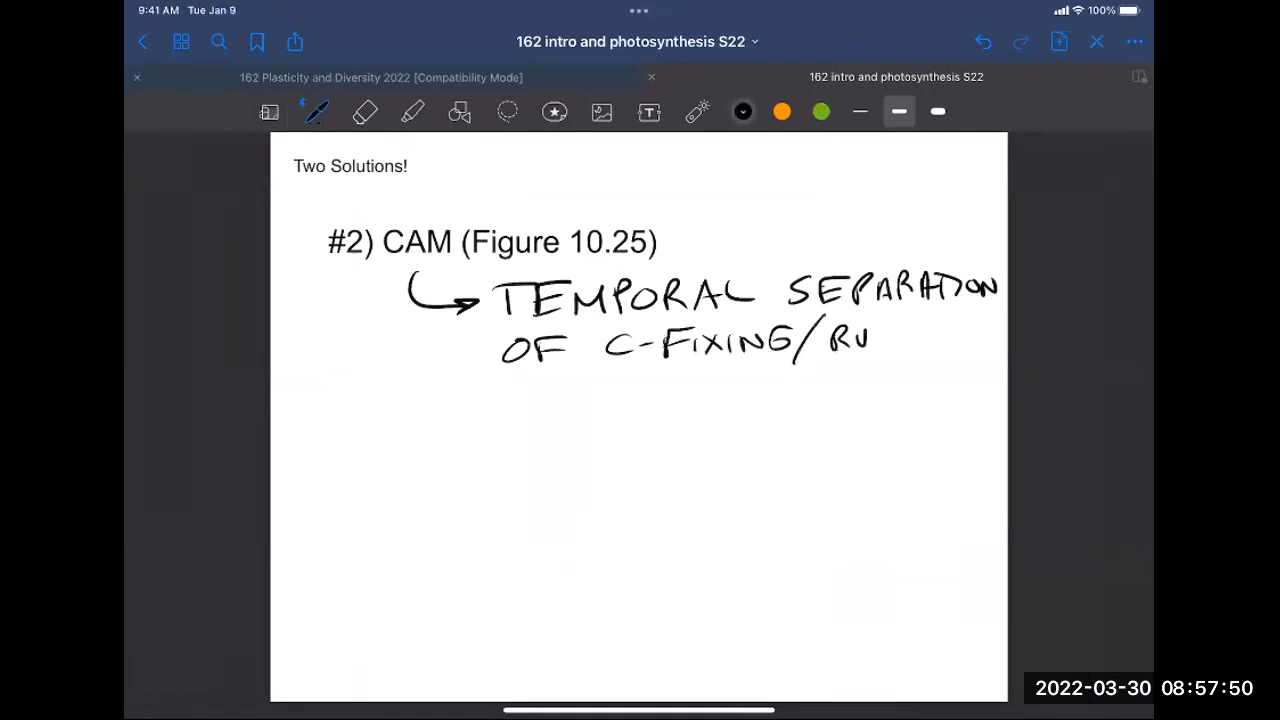 9:41 AM Tue Jan 9
100%
162 intro and photosynthesis S22
162 Plasticity and Diversity 2022 [Compatibility Mode]
162 intro and photosynthesis S22
Two Solutions!
#2) CAM (Figure 10.25)
TEMPORAL SEPARATION
OF C-FIXING/RU
2022-03-30 08:57:50